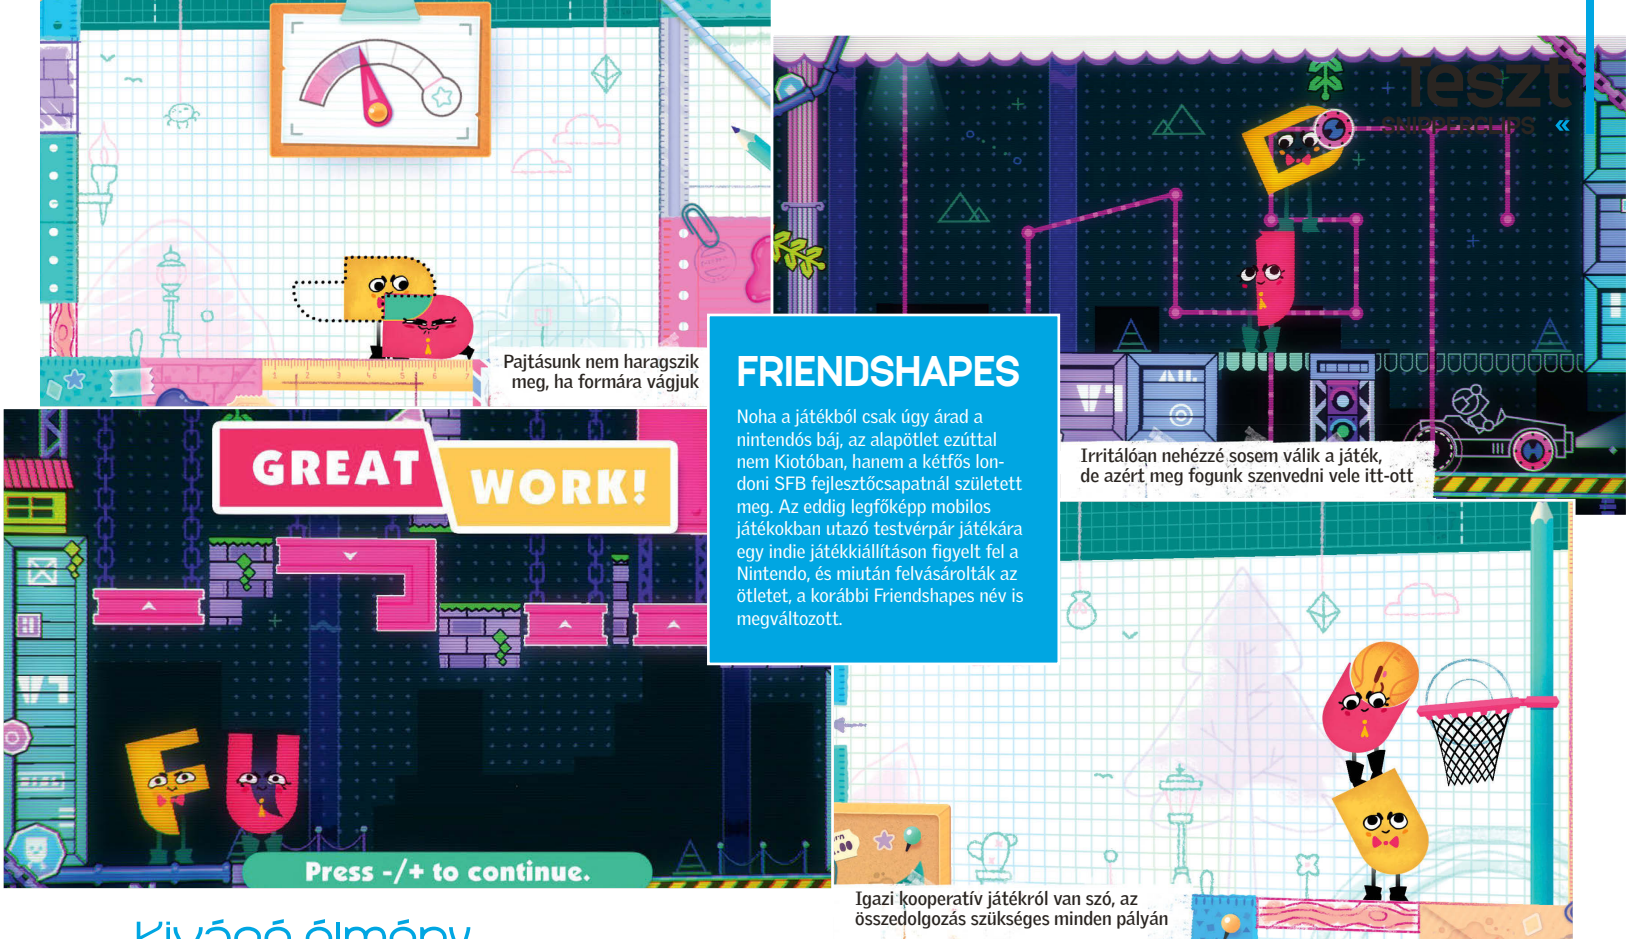 Teszt
SNIPPERCLIPS «
Pajtásunk nem haragszik
meg, ha formára vágjuk
FRIENDSHAPES
Noha a játékból csak úgy árad a
nintendós báj, az alapötlet ezúttal
nem Kiotóban, hanem a kétfős lon-
doni SFB fejlesztőcsapatnál született
meg. Az eddig legfőképp mobilos
játékokban utazó testvérpár játékára
egy indie játékkiállításon figyelt fel a
Nintendo, és miután felvásárolták az
ötletet, a korábbi Friendshapes név is
megváltozott.
Irritálóan nehézzé sosem válik a játék,
de azért meg fogunk szenvedni vele itt-ott
GREAT WORK!
Press -/+ to continue.
Igazi kooperatív játékról van szó, az
összedolgozás szükséges minden pályán
Kivágó élmény